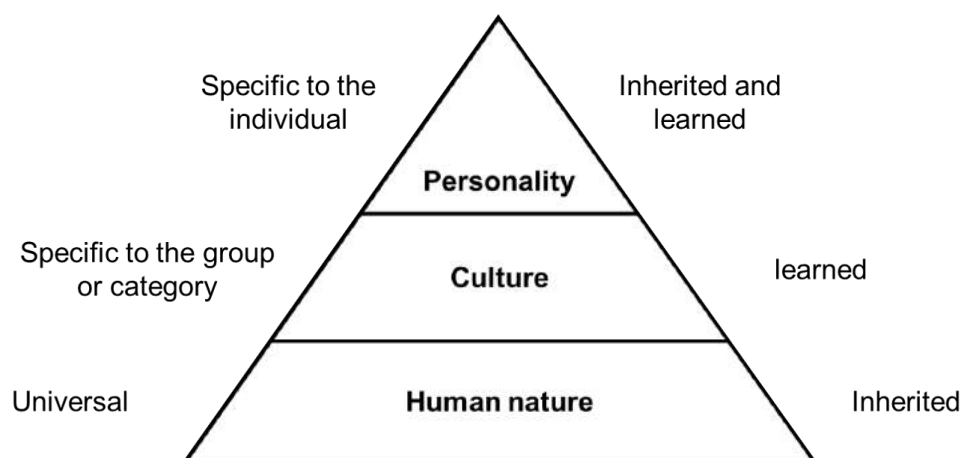 Specific to the
individual
Inherited and
learned
Personality
Specific to the group
or category
Culture
learned
Universal
Human nature
Inherited